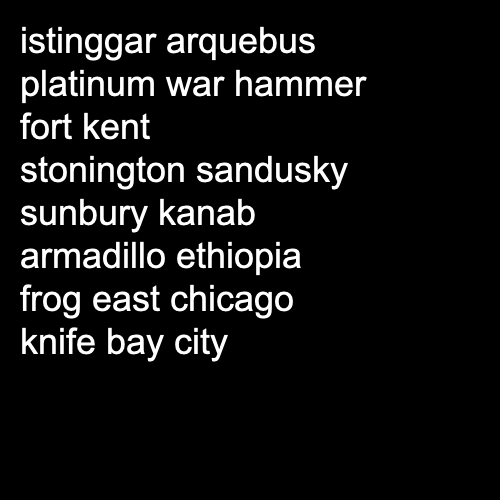 istinggar arquebus
platinum war hammer
fort kent
stonington sandusky
sunbury kanab
armadillo ethiopia
frog east chicago
knife bay city